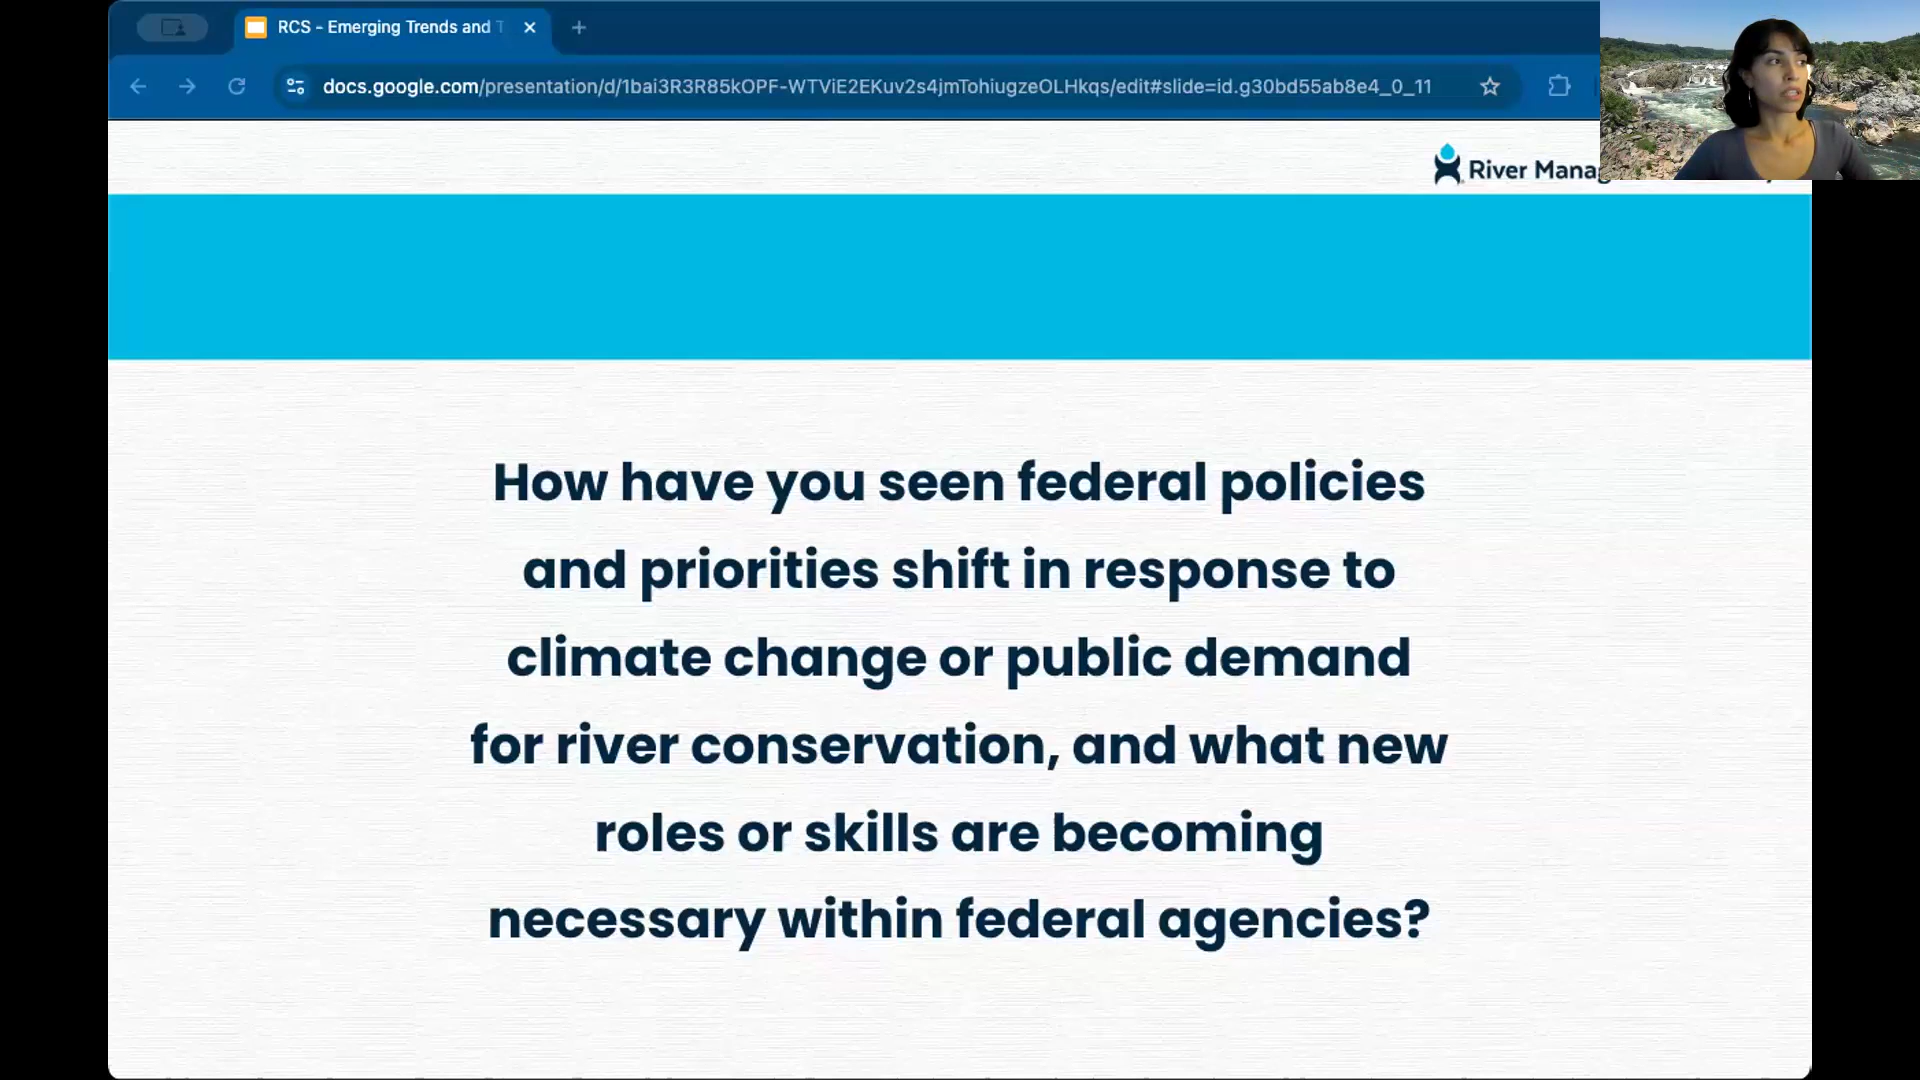 RCS - Emerging Trends and
docs.google.com/presentation/d/1bai3R3R85kOPF-WTViE2EKuv2s4jmTohiugzeOLHkqs/edit#slide=id.g30bd55ab8e4_0_11
River Manag
How have you seen federal policies
and priorities shift in response to
climate change or public demand
for river conservation, and what new
roles or skills are becoming
necessary within federal agencies?